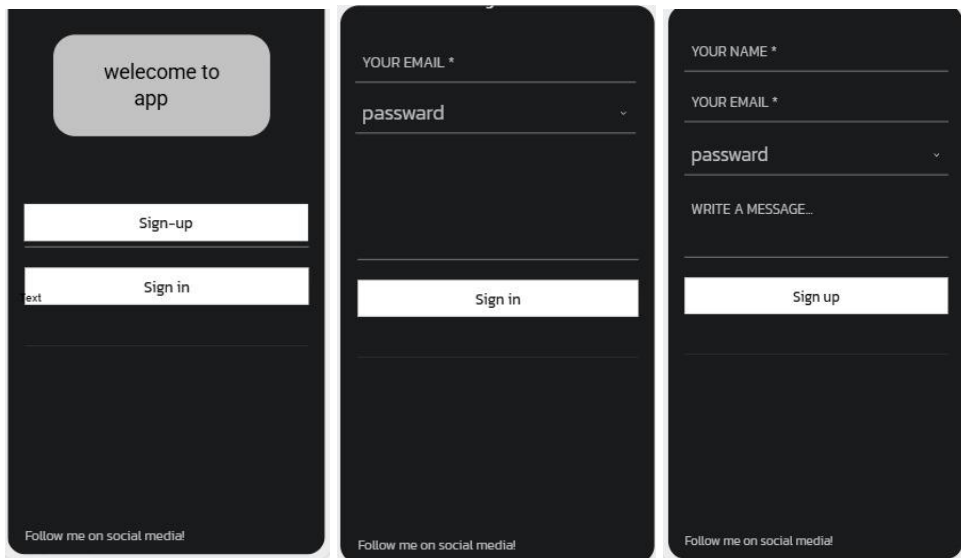 welecome to
app
Sign-up
Sign in
Text
Follow me on social media!
YOUR EMAIL *
passward
Sign in
Follow me on social media!
YOUR NAME *
YOUR EMAIL *
passward
WRITE A MESSAGE...
Sign up
Follow me on social media!